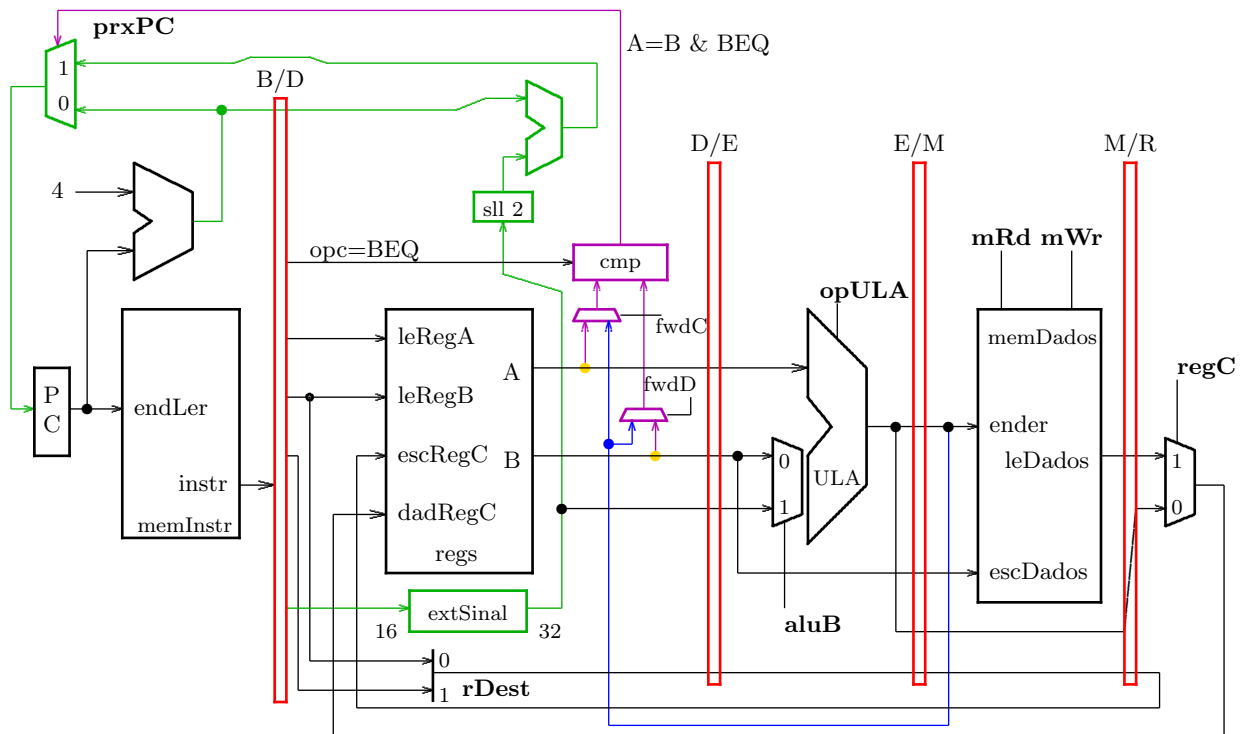 prxPC
A=B & BEQ
1
B/D
0
D/E
E/M
M/R
4
sll 2
mRd mWr
opc=BEQ
cmp
opULA
fwdC
leRegA
memDados
regC
A
fwdD
P
C
endLer
leRegB
ender
escRegC
B
0
leDados
1
instr
ULA
dadRegC
1
0
memInstr
regs
escDados
extSinal
16
32
aluB
0
rDest
1